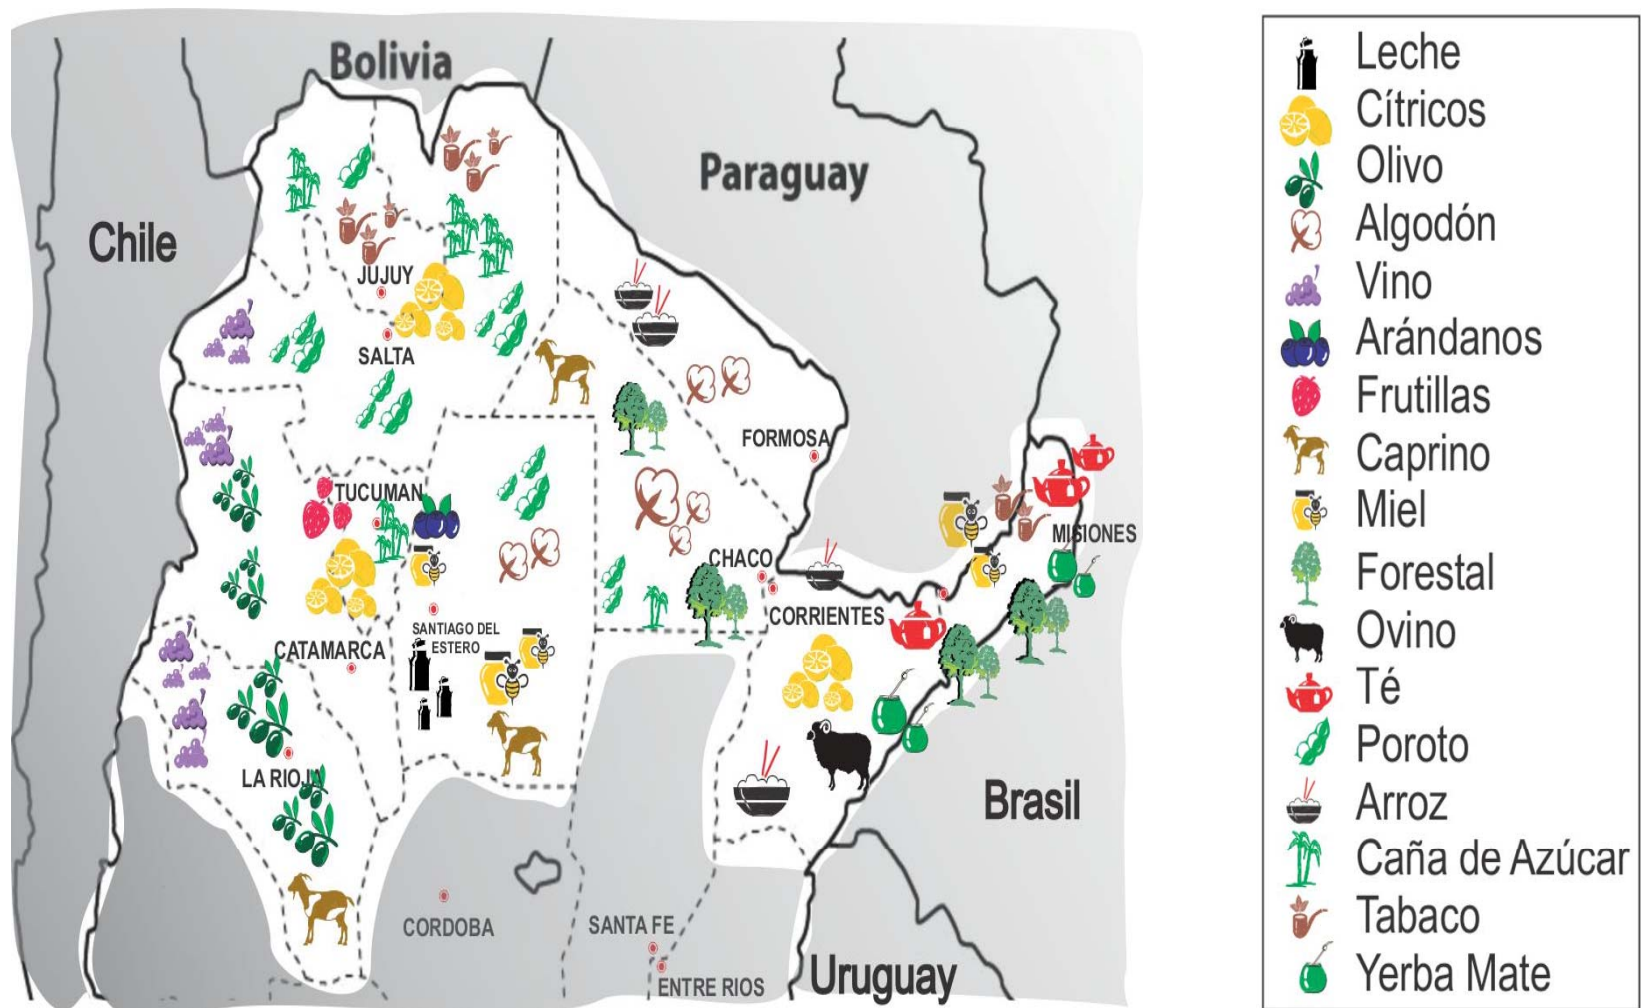 Bolivia
Paraguay
Chile
JUJUY
SALTA
FORMOSA
TUCUMAN
MISIONES
CHACO
CORRIENTES
SANTIAGO DEL
ESTERO
CATAMARCA
LA RIOJA
Brasil
CORDOBA
SANTA FE
ENTRE RIOS
Uruguay
Leche
Cítricos
Olivo
Algodón
Vino
Arándanos
Frutillas
Caprino
Miel
Forestal
Ovino
Té
Poroto
Arroz
Caña de Azúcar
Tabaco
Yerba Mate